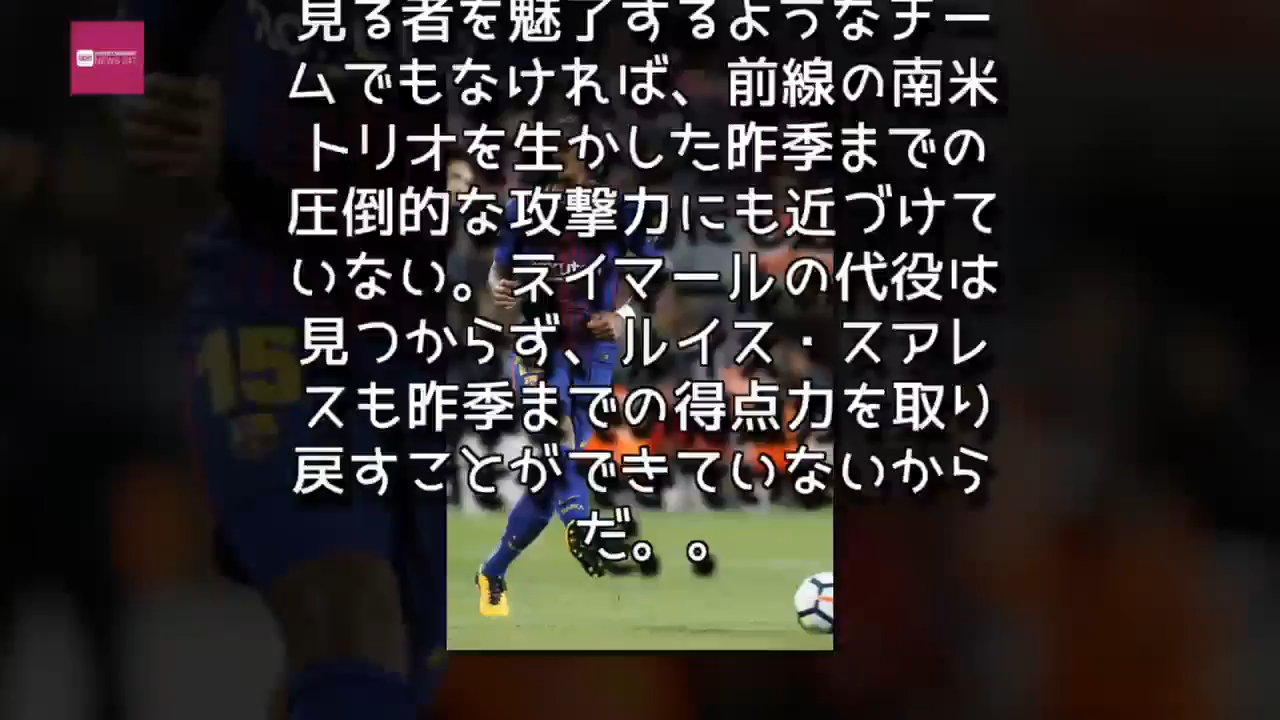 見る者を魅了するようなチー
ムでもなければ、前線の南米
トリオを生かした昨季までの
圧倒的な攻撃力にも近づけて
いない。ネイマールの代役は
見つからず、ルイス・スアレ
スも昨季までの得点力を取り
戻すことができていないから
だ。。
15